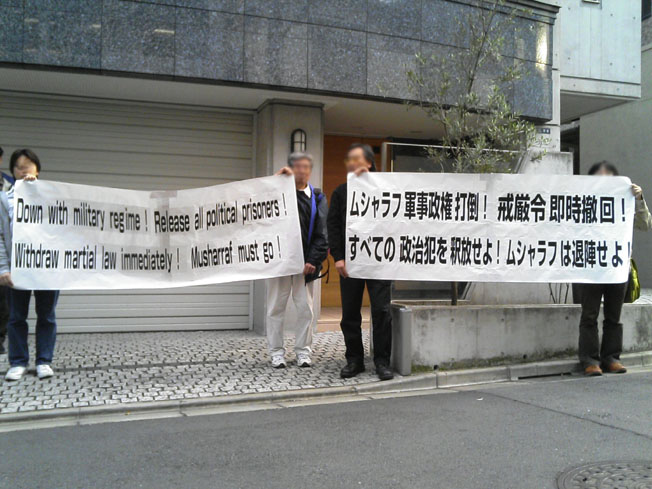 Down with military regime! Release all political prisoners!
Withdraw martial law immediately! Musharraf must go!
ムシャラフ軍事政権打倒! 戒厳令即時撤回!
すべての政治犯を釈放せよ!ムシャラフは退陣せよ!